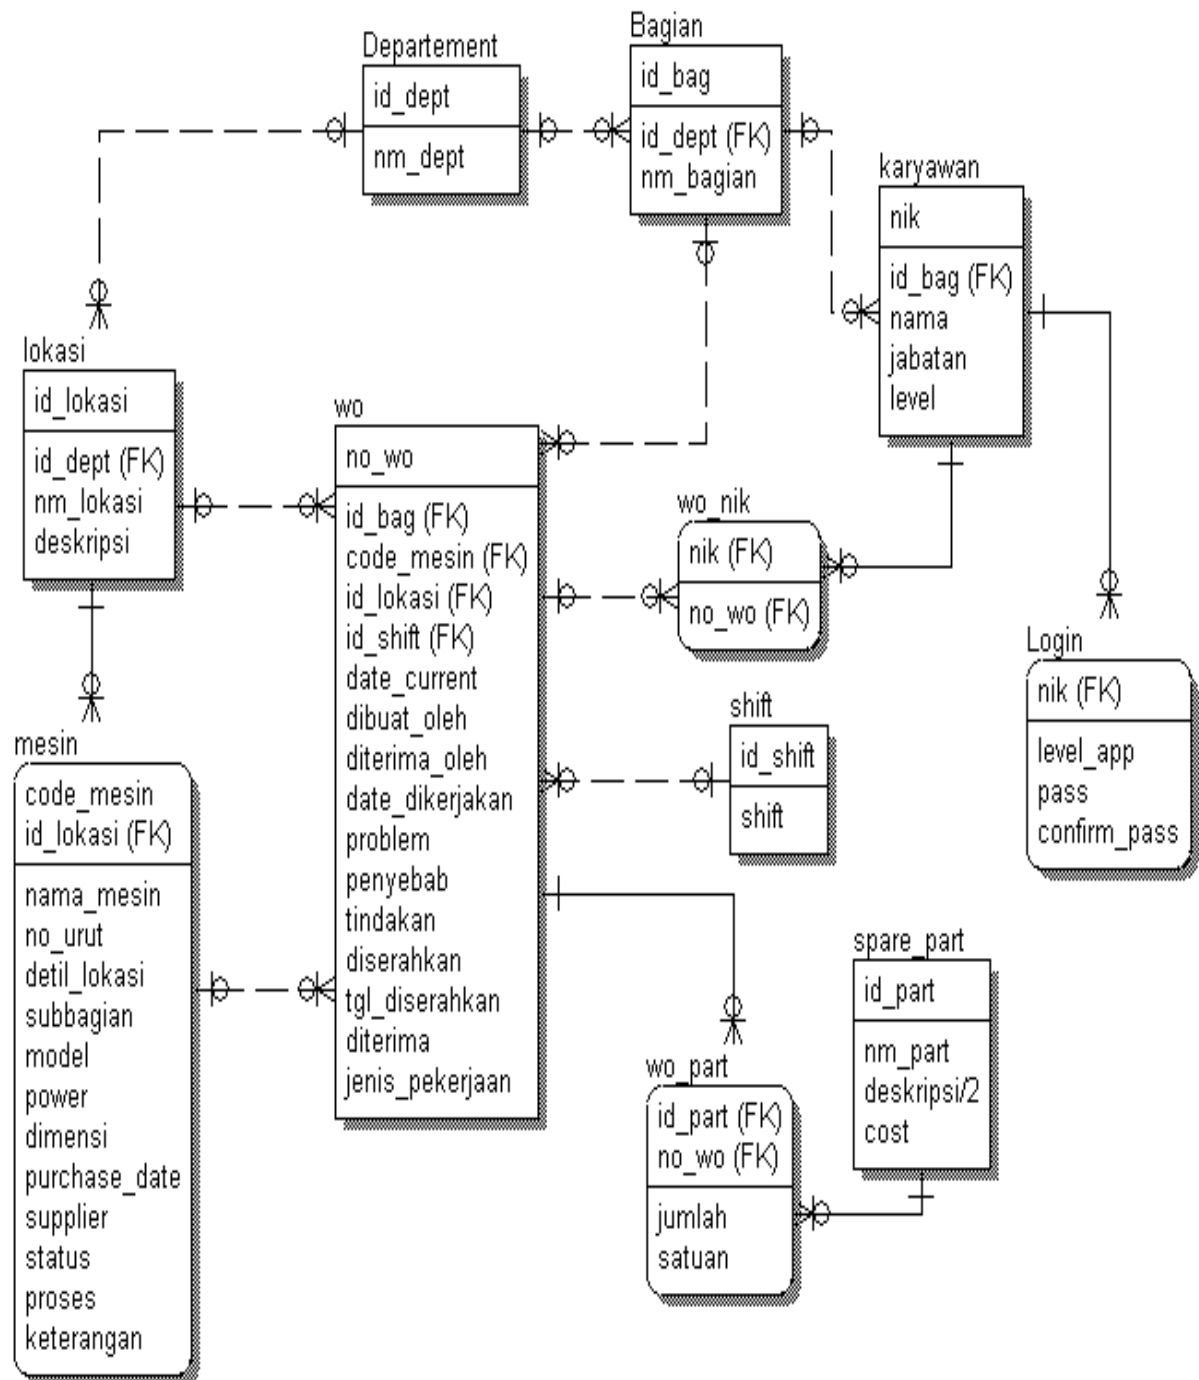 Departement
id_dept
nm_dept
Bagian
id_bag
id_dept (FK)
nm_bagian
karyawan
nik
id_bag (FK)
nama
jabatan
level
lokasi
id_lokasi
id_dept (FK)
nm_lokasi
deskripsi
wo
no_wo
id_bag (FK)
code_mesin (FK)
id_lokasi (FK)
id_shift (FK)
date_current
dibuat_oleh
diterima_oleh
date_dikerjakan
problem
penyebab
tindakan
diserahkan
tgl_diserahkan
diterima
jenis_pekerjaan
wo_nik
nik (FK)
no_wo (FK)
shift
id_shift
shift
Login
nik (FK)
level_app
pass
confirm_pass
mesin
code_mesin
id_lokasi (FK)
nama_mesin
no_urut
detil_lokasi
subbagian
model
power
dimensi
purchase_date
supplier
status
proses
keterangan
wo_part
id_part (FK)
no_wo (FK)
jumlah
satuan
spare_part
id_part
nm_part
deskripsi/2
cost